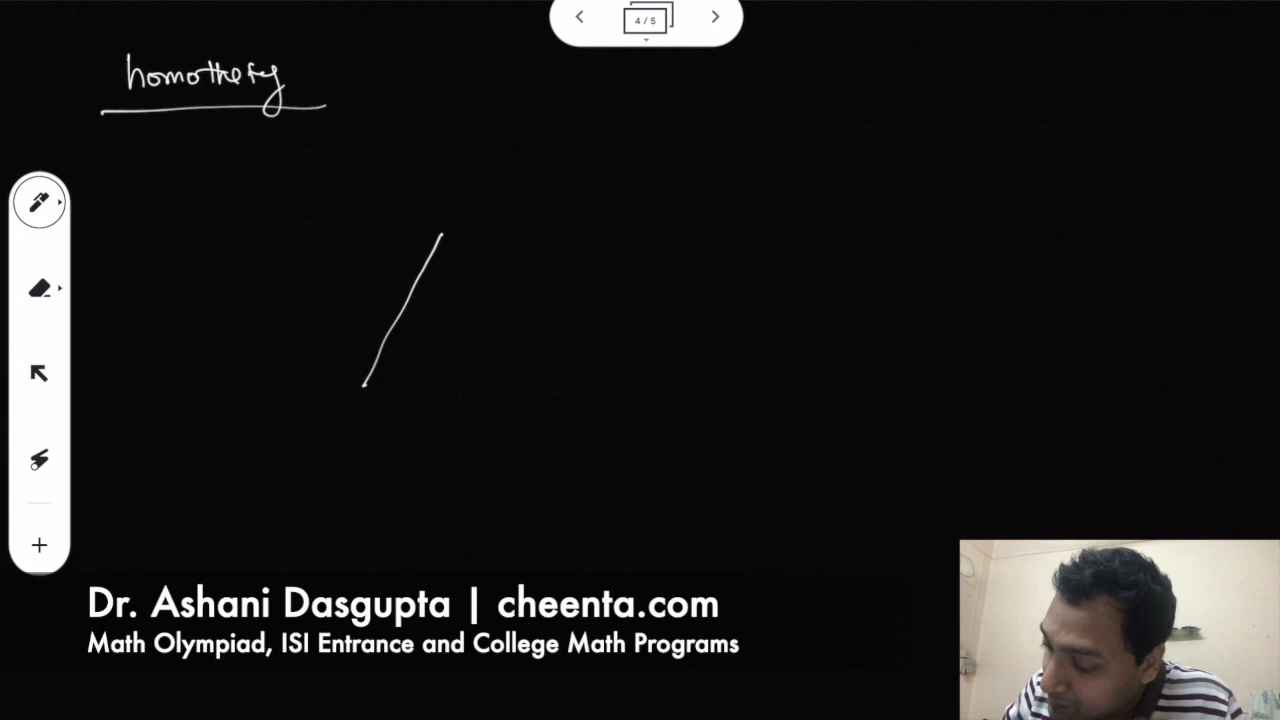 4 / 5
homothety
Dr. Ashani Dasgupta | cheenta.com
Math Olympiad, ISI Entrance and College Math Programs